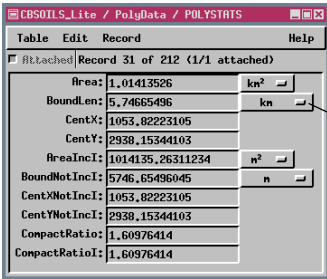 CBSOILS_Lite / PolyData / POLYSTATS
Table Edit Record Help
Attached Record 31 of 212 (1/1 attached)
Area: 1.01413526 km²
BoundLen: 5.74665496 km
CentX: 1053.82223105
CentY: 2938.15344103
AreaIncI: 1014135.26311234 m²
BoundNotIncI: 5746.65496045 m
CentXNotIncI: 1053.82223105
CentYNotIncI: 2938.15344103
CompactRatio: 1.60976414
CompactRatioI: 1.60976414